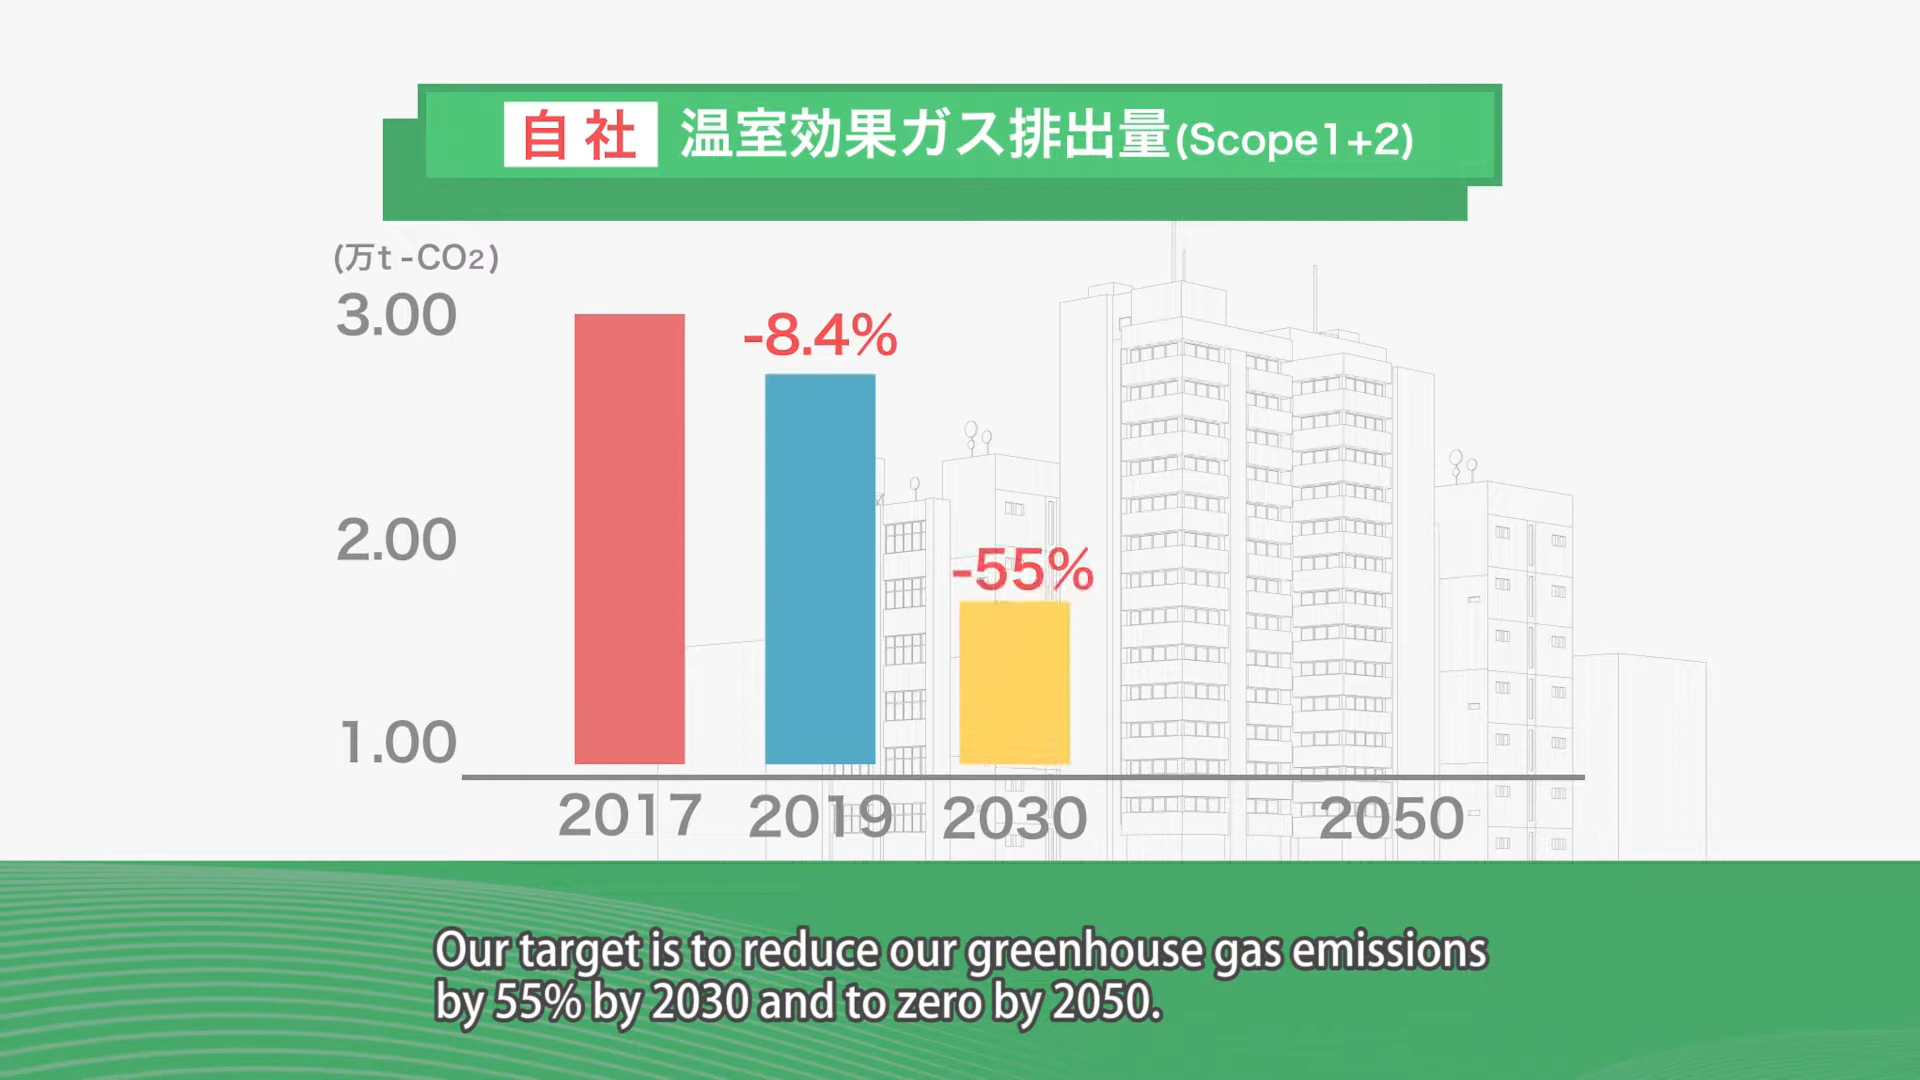 自社 温室効果ガス排出量(Scope1+2)
(万t-CO2)
3.00
2.00
1.00
-8.4%
-55%
2017 2019 2030 2050
Our target is to reduce our greenhouse gas emissions
by 55% by 2030 and to zero by 2050.